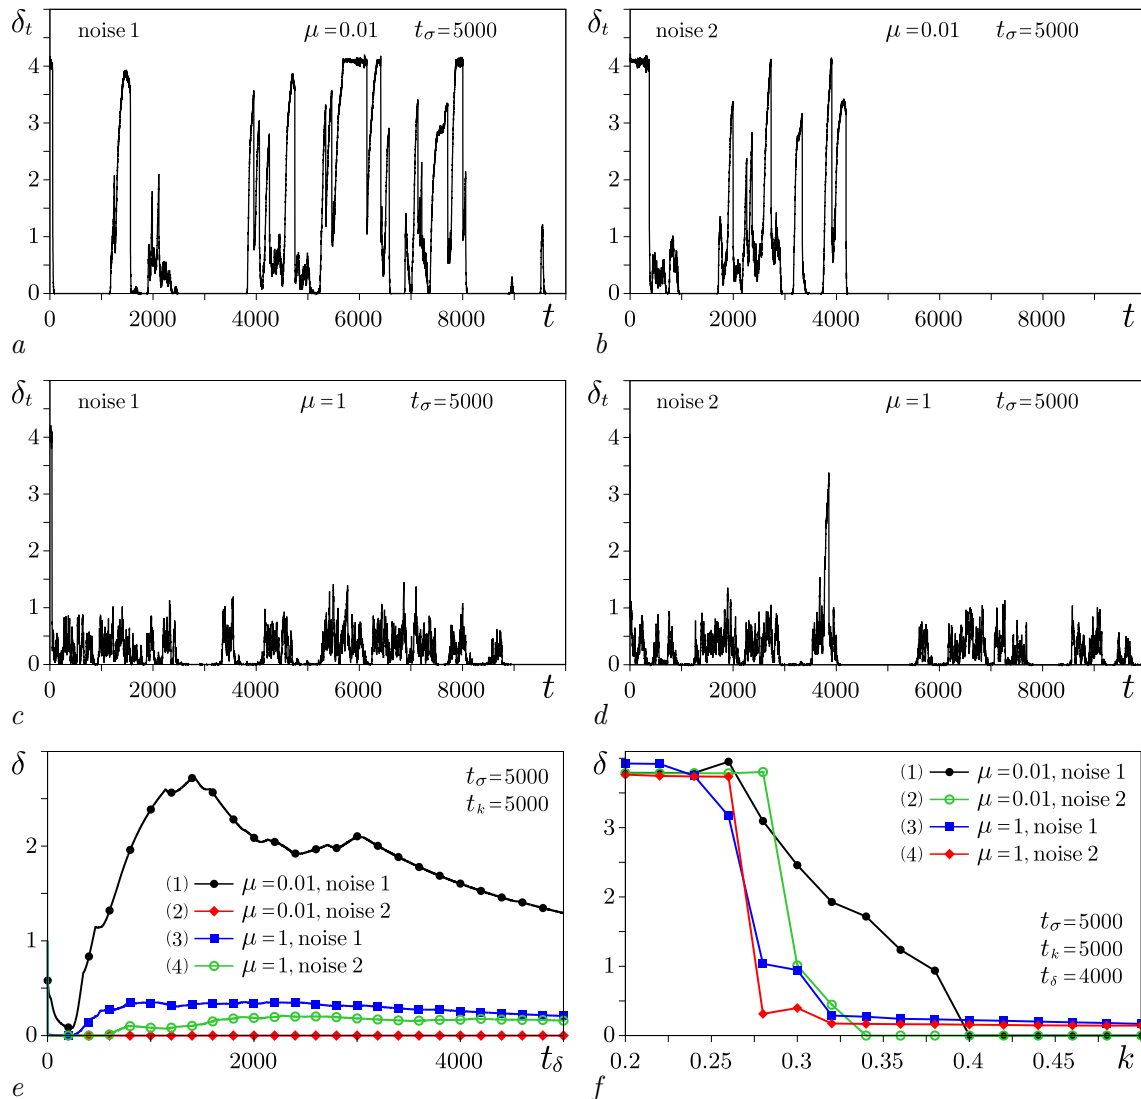 δt noise 1 μ=0.01 tσ=5000
4
3
2
1
0
0 2000 4000 6000 8000 t
a
δt noise 2 μ=0.01 tσ=5000
4
3
2
1
0
0 2000 4000 6000 8000 t
b
δt noise 1 μ=1 tσ=5000
4
3
2
1
0
0 2000 4000 6000 8000 t
c
δt noise 2 μ=1 tσ=5000
4
3
2
1
0
0 2000 4000 6000 8000 t
d
δ
tσ=5000
tk=5000
2
(1) μ=0.01, noise 1
(2) μ=0.01, noise 2
(3) μ=1, noise 1
(4) μ=1, noise 2
1
0
0 2000 4000 tδ
e
δ
(1) μ=0.01, noise 1
(2) μ=0.01, noise 2
(3) μ=1, noise 1
(4) μ=1, noise 2
3
2
tσ=5000
tk=5000
tδ=4000
1
0
0.2 0.25 0.3 0.35 0.4 0.45 k
f